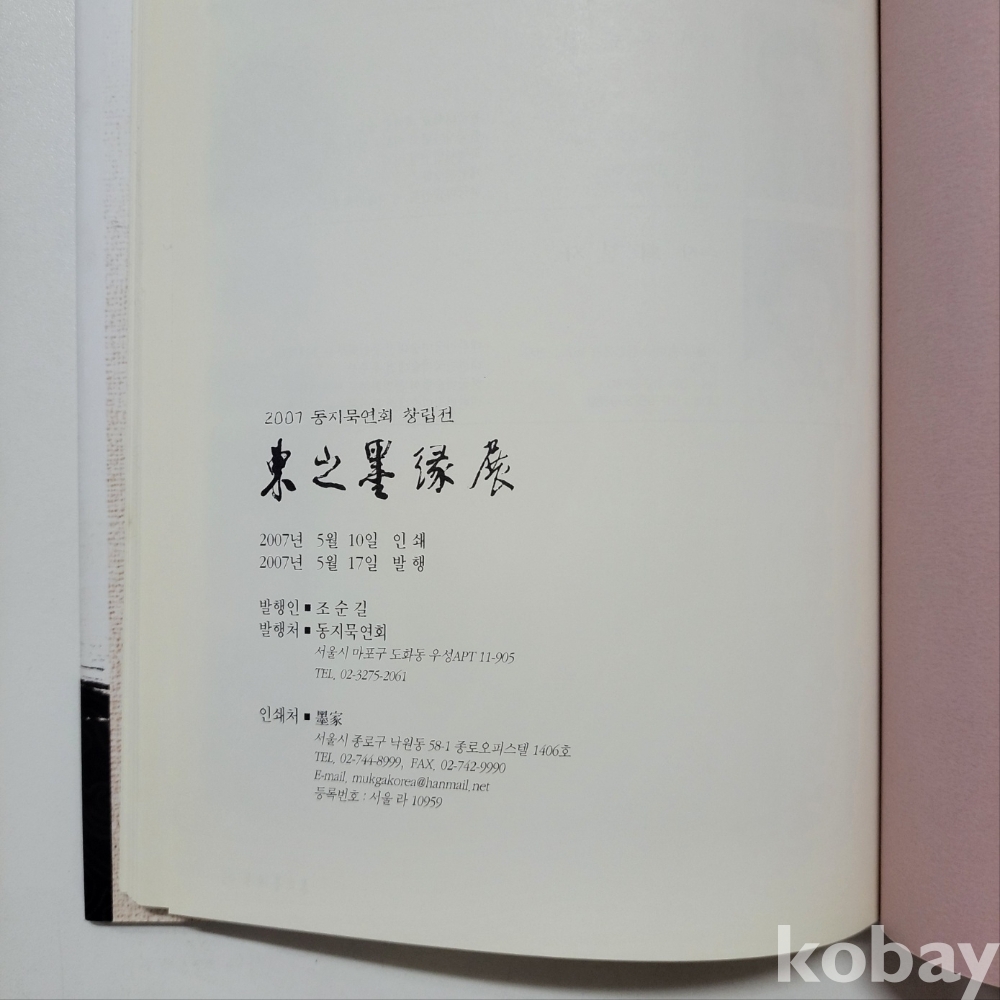 2007 동지묵연회 창립전
東之墨緣展
2007년 5월 10일 인쇄
2007년 5월 17일 발행
발행인 ■ 조순길
발행처 ■ 동지묵연회
서울시 마포구 도화동 우성APT 11-905
TEL. 02-3275-2061
인쇄처 ■ 墨家
서울시 종로구 낙원동 58-1 종로오피스텔 1406호
TEL. 02-744-8999, FAX. 02-742-9990
E-mail. mukgakorea@hanmail.net
등록번호 : 서울 라 10959
kobay